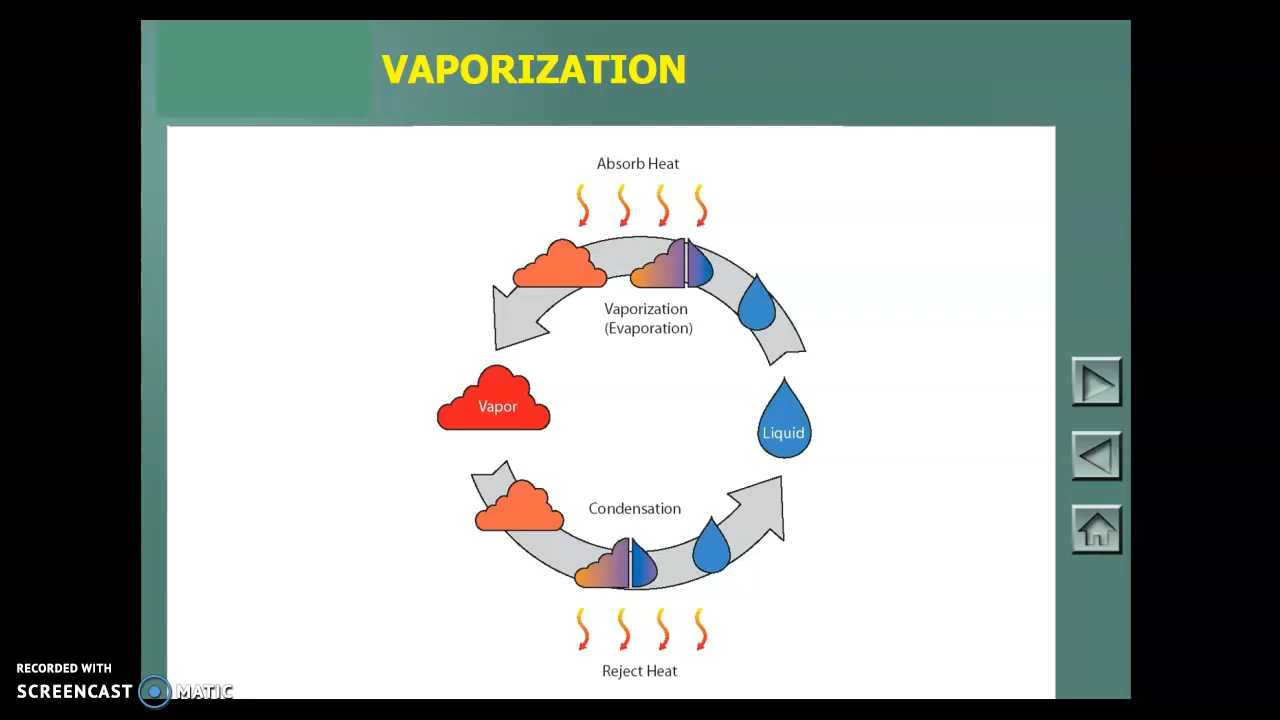 VAPORIZATION
Absorb Heat
Vaporization
(Evaporation)
Vapor
Liquid
Condensation
Reject Heat
RECORDED WITH
SCREENCAST MATIC